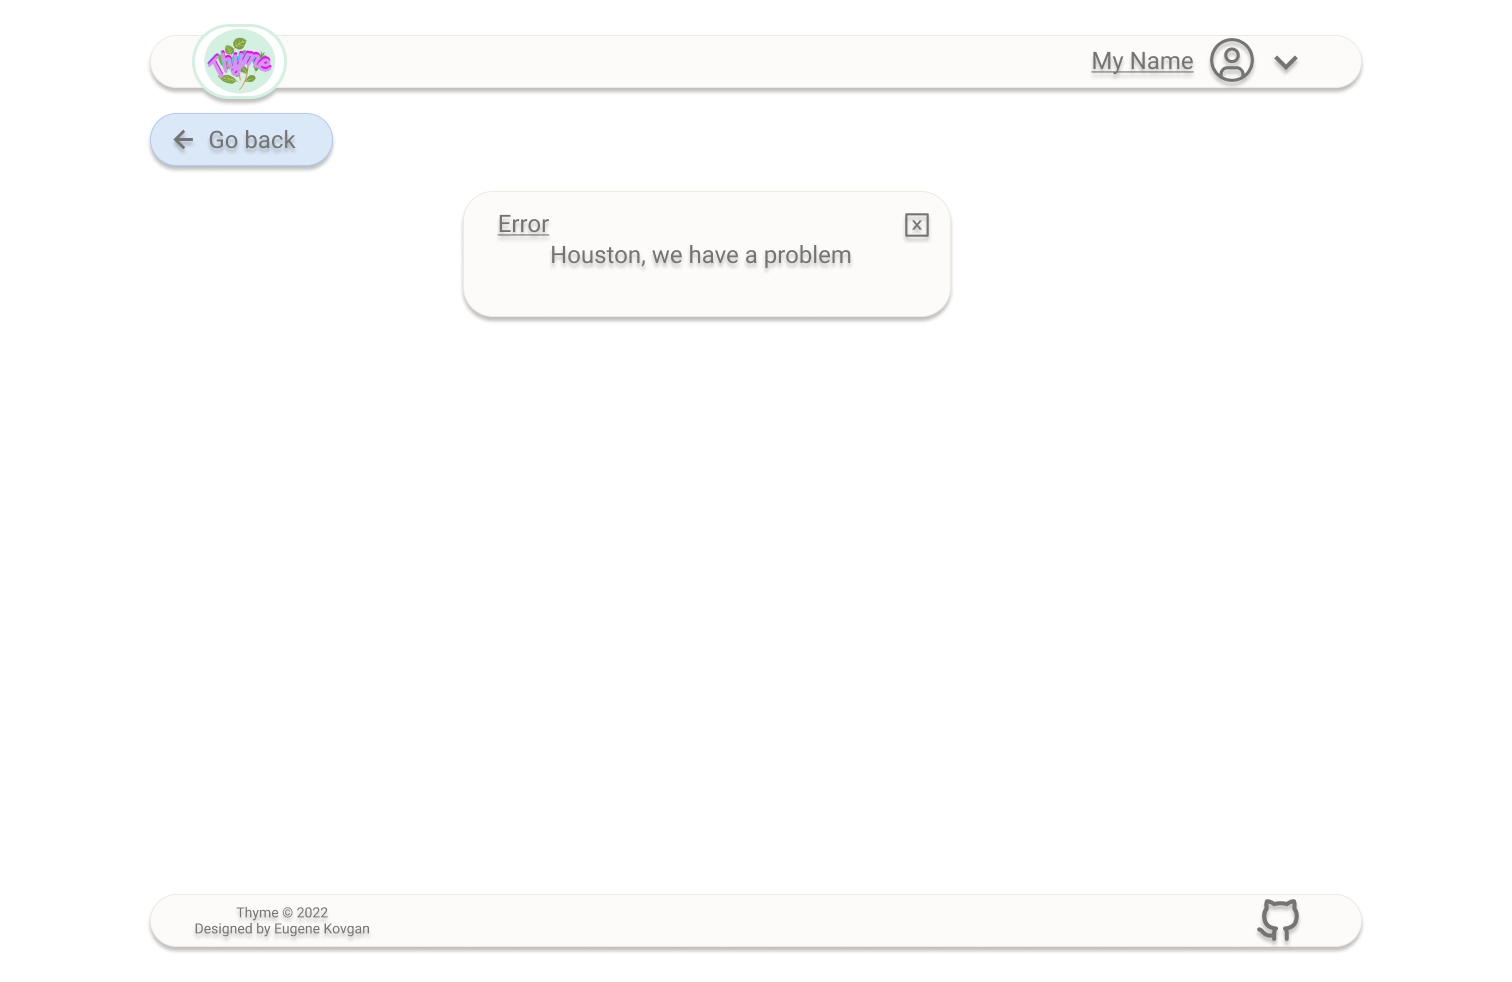 Thyme
My Name
Go back
Error
x
Houston, we have a problem
Thyme © 2022
Designed by Eugene Kovgan